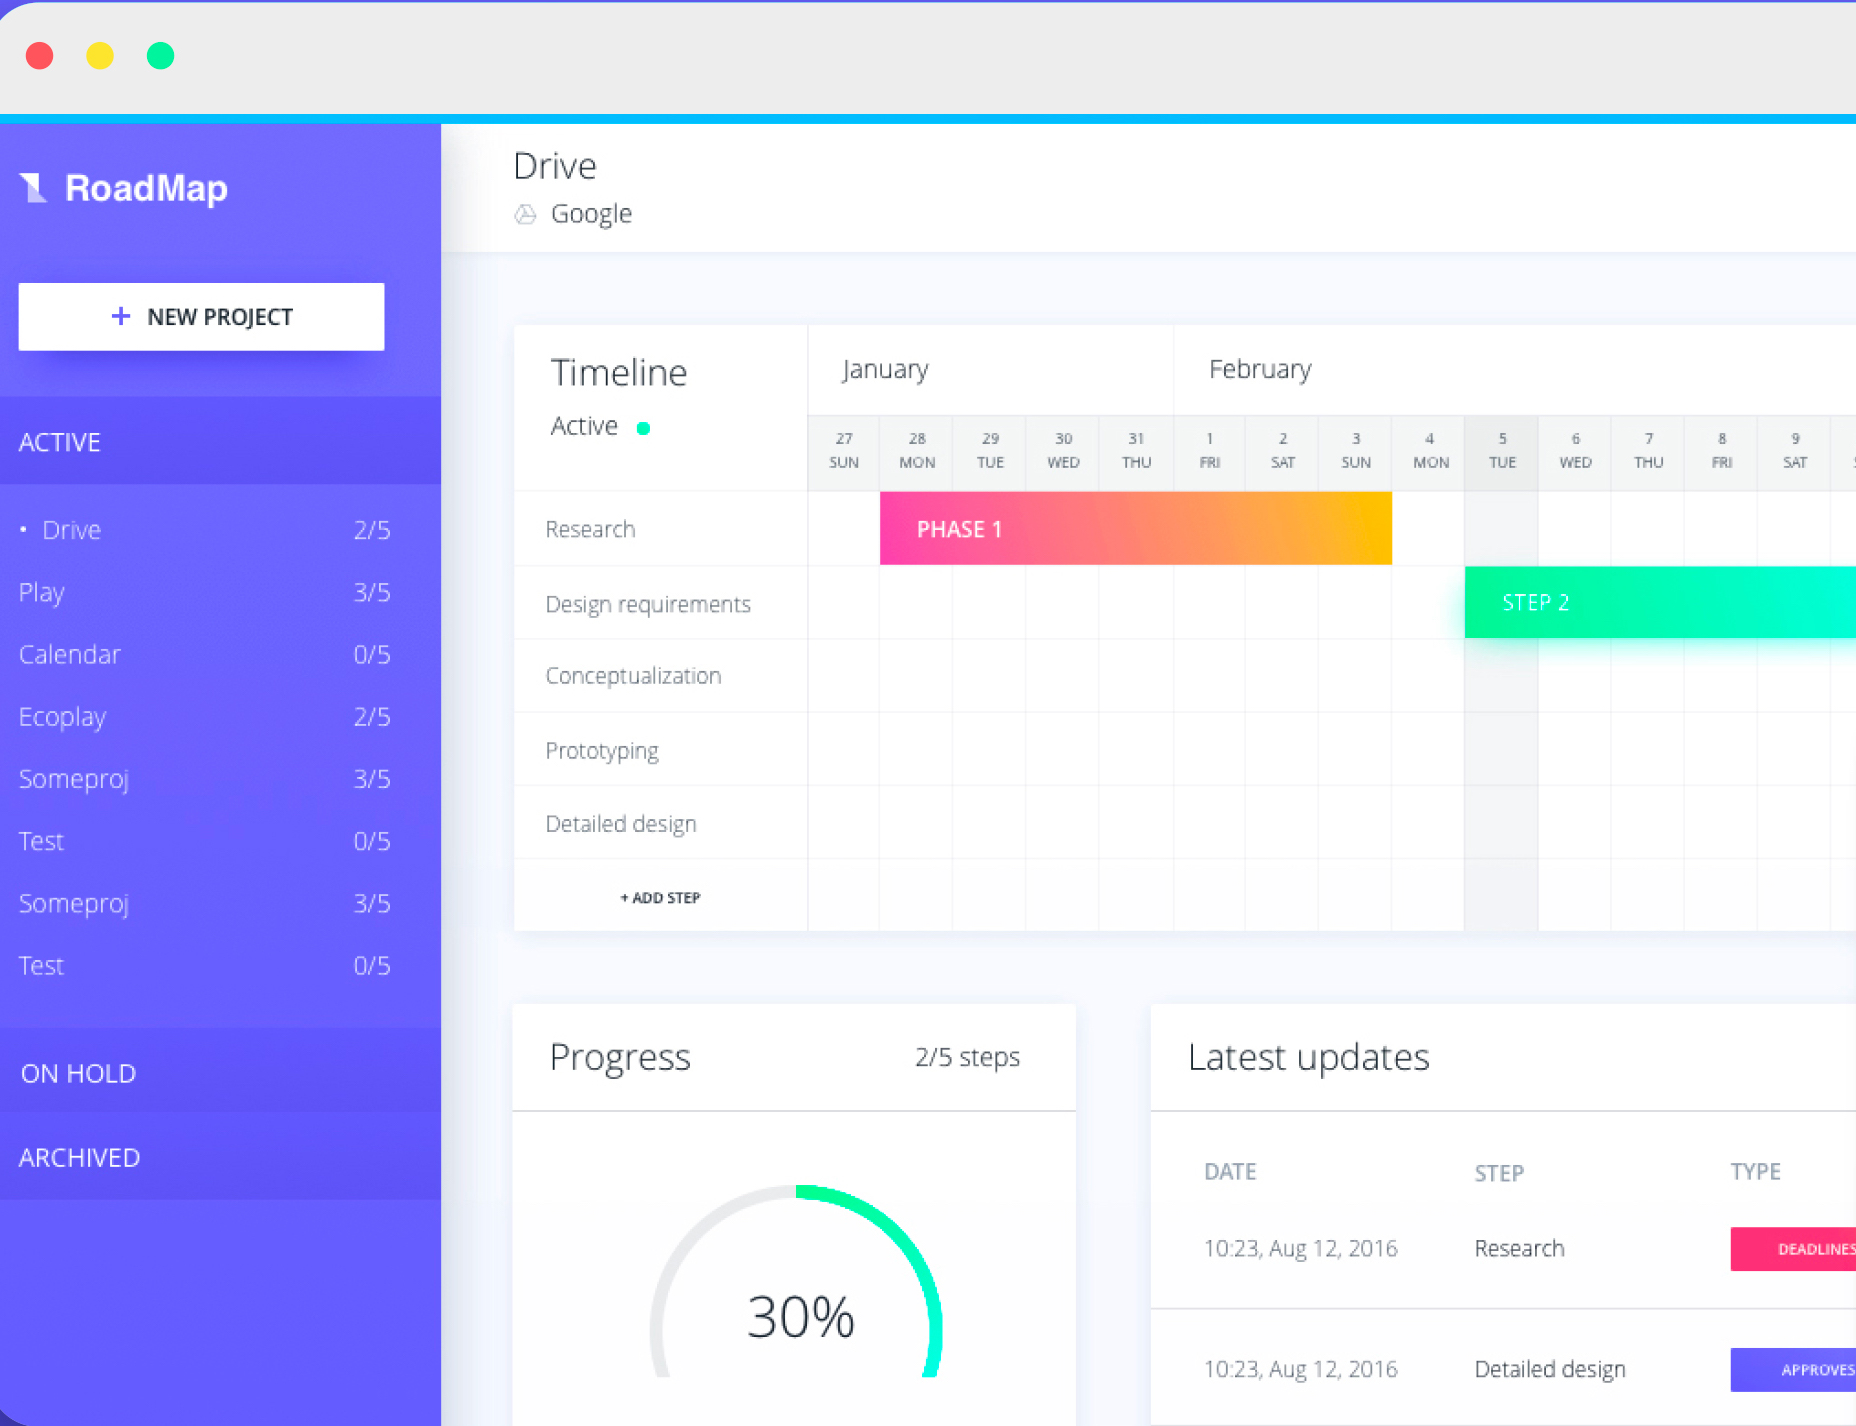 RoadMap
+ NEW PROJECT
ACTIVE
• Drive 2/5
Play 3/5
Calendar 0/5
Ecoplay 2/5
Someproj 3/5
Test 0/5
Someproj 3/5
Test 0/5
ON HOLD
ARCHIVED
Drive
Google
Timeline
Active
January February
27 28 29 30 31 1 2 3 4 5 6 7 8 9
SUN MON TUE WED THU FRI SAT SUN MON TUE WED THU FRI SAT
Research PHASE 1
Design requirements STEP 2
Conceptualization
Prototyping
Detailed design
+ ADD STEP
Progress 2/5 steps
30%
Latest updates
DATE STEP TYPE
10:23, Aug 12, 2016 Research DEADLINES
10:23, Aug 12, 2016 Detailed design APPROVES